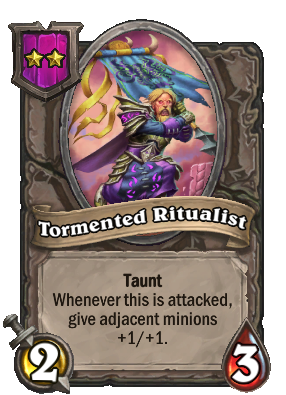 Tormented Ritualist
Taunt
Whenever this is attacked,
give adjacent minions
+1/+1.
2
3